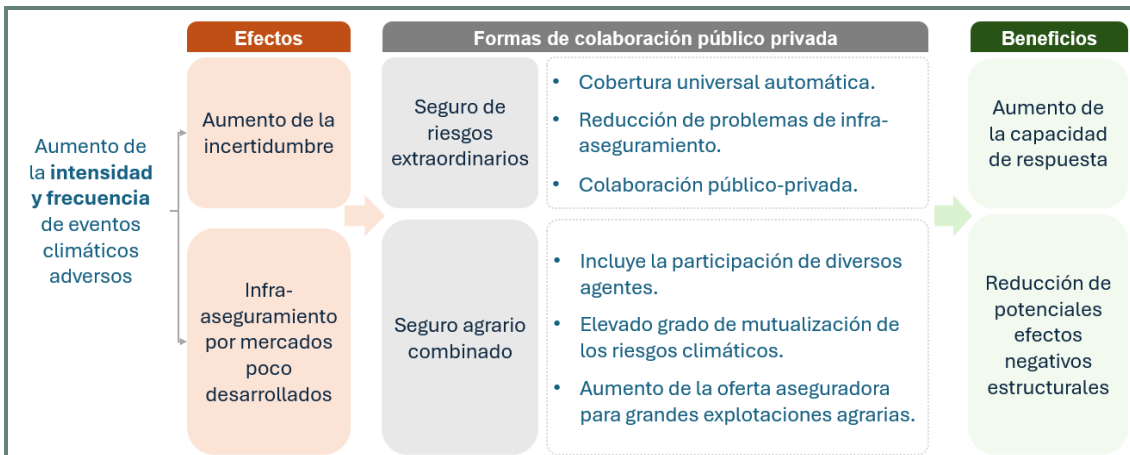 Efectos
Formas de colaboración público privada
Beneficios
Aumento de
la intensidad
y frecuencia
de eventos
climáticos
adversos
Aumento de la
incertidumbre
Infra-
aseguramiento
por mercados
poco
desarrollados
Seguro de
riesgos
extraordinarios
• Cobertura universal automática.
• Reducción de problemas de infra-
aseguramiento.
• Colaboración público-privada.
Seguro agrario
combinado
• Incluye la participación de diversos
agentes.
• Elevado grado de mutualización de
los riesgos climáticos.
• Aumento de la oferta aseguradora
para grandes explotaciones agrarias.
Aumento de
la capacidad
de respuesta
Reducción de
potenciales
efectos
negativos
estructurales